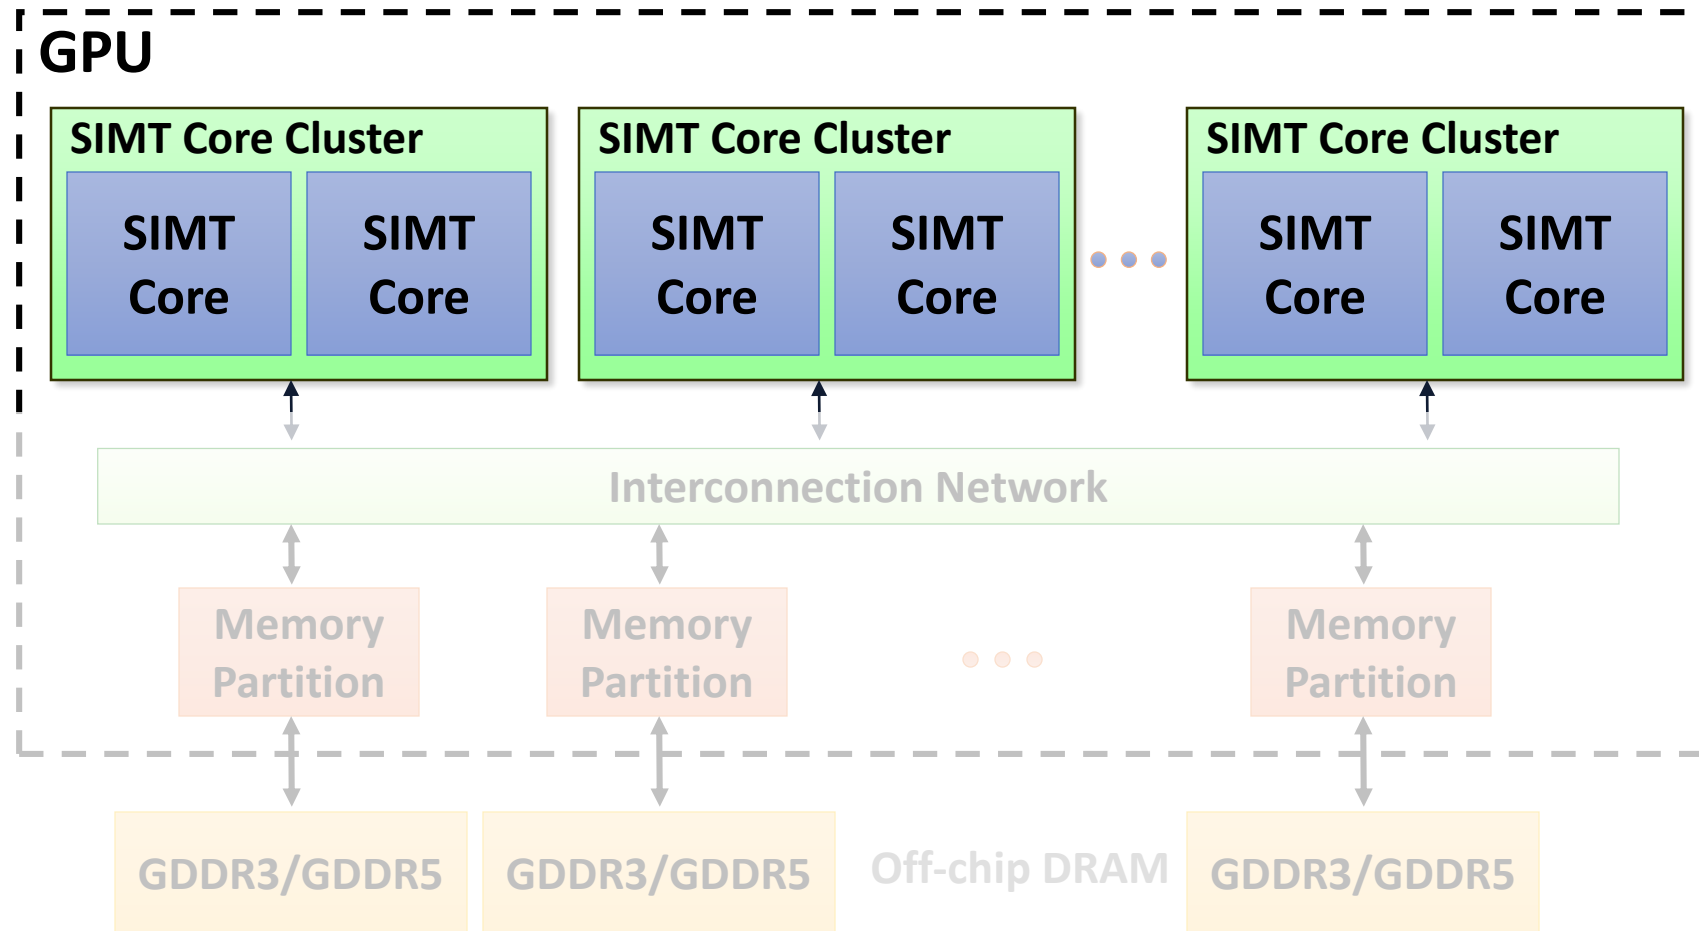 GPU
SIMT Core Cluster
SIMT
Core
SIMT
Core
SIMT Core Cluster
SIMT
Core
SIMT
Core
SIMT Core Cluster
SIMT
Core
SIMT
Core
Interconnection Network
Memory
Partition
Memory
Partition
Memory
Partition
GDDR3/GDDR5
GDDR3/GDDR5
Off-chip DRAM
GDDR3/GDDR5